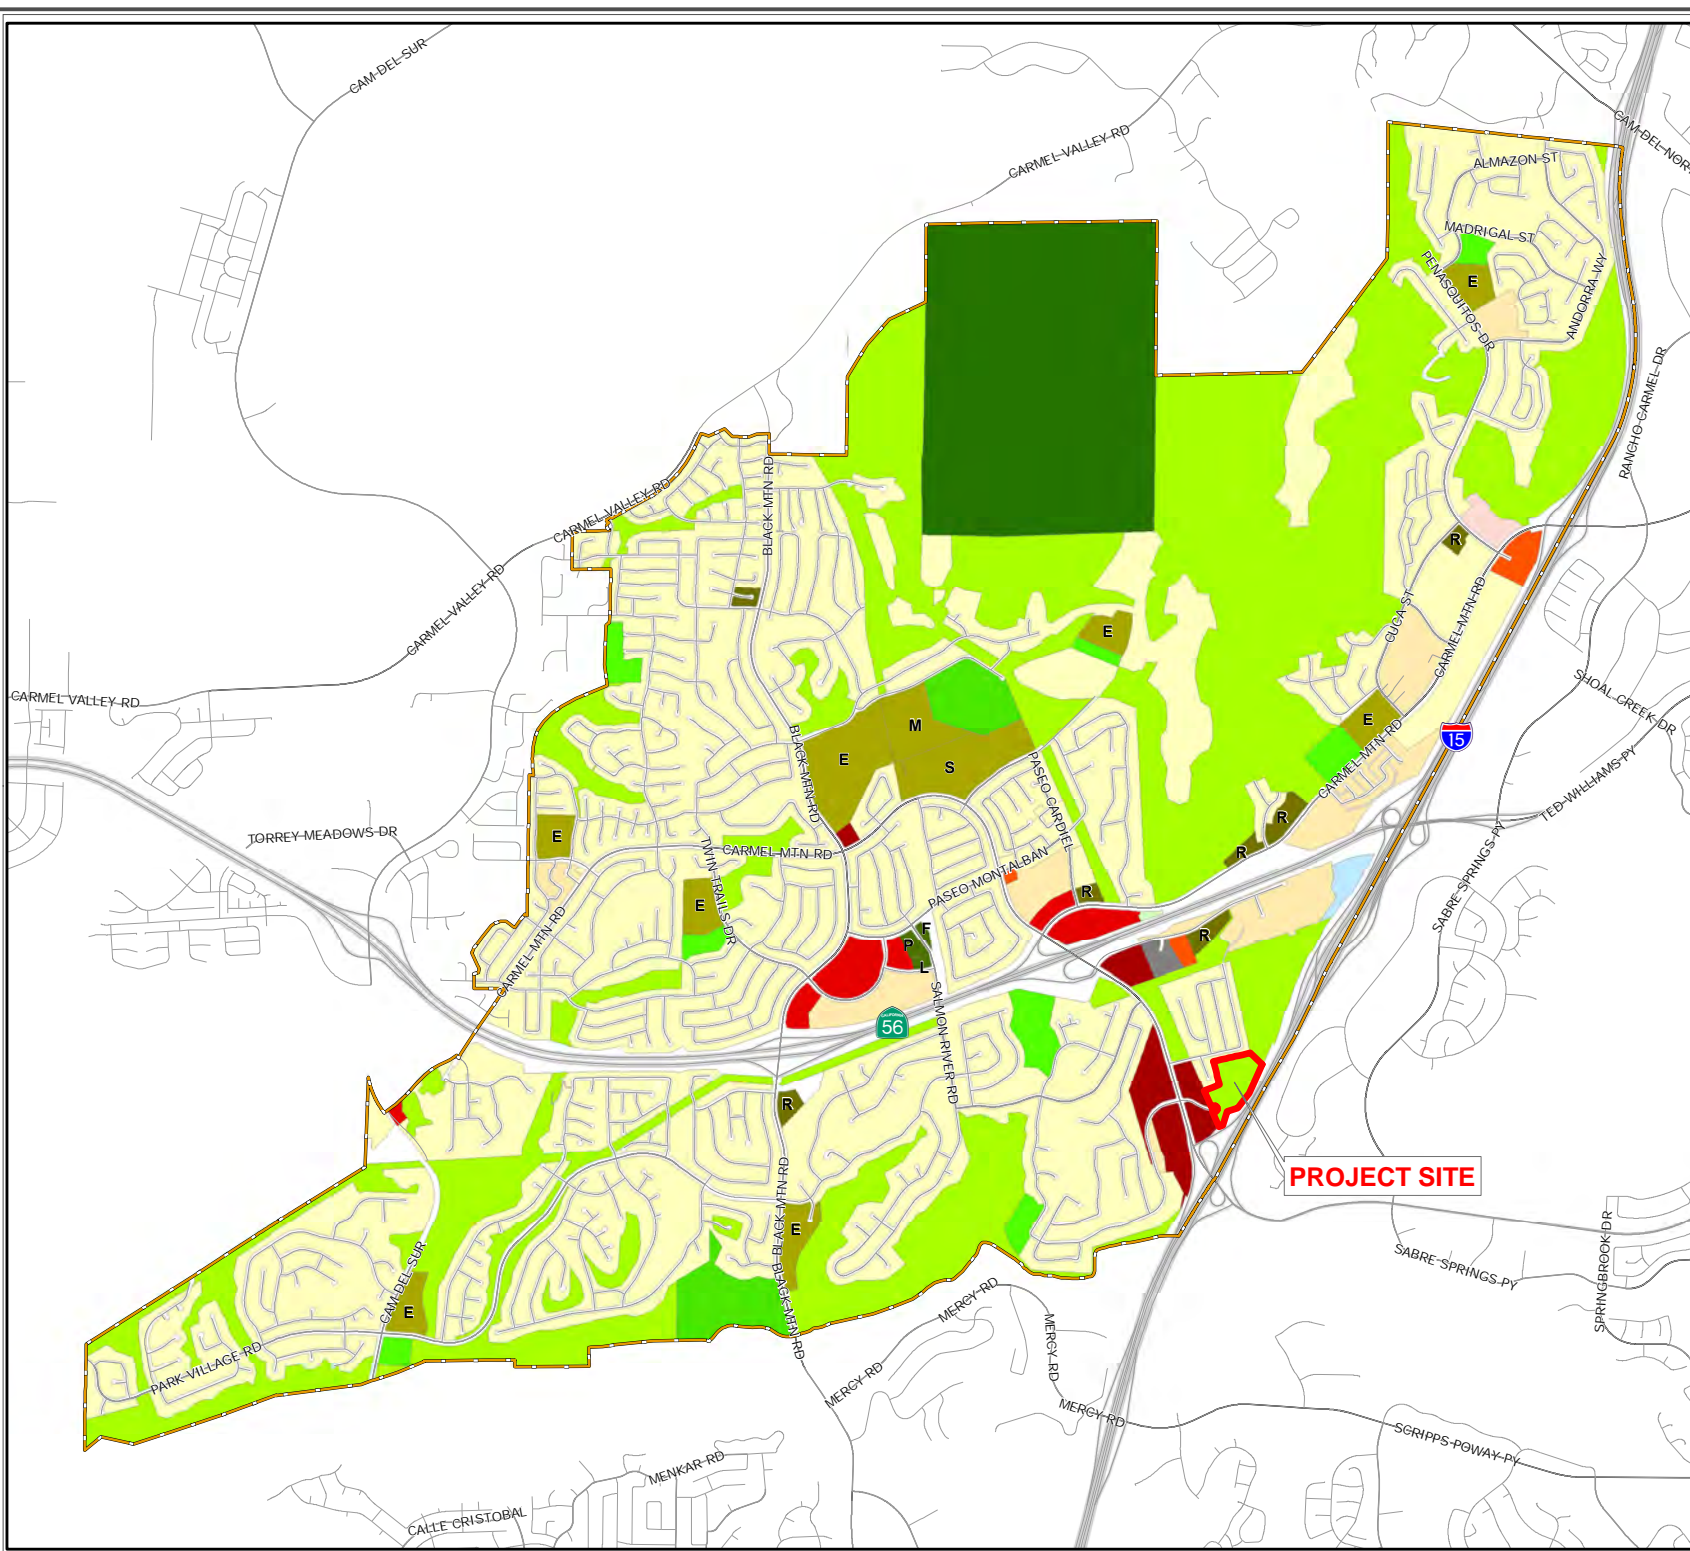 CAM DEL SUR
CARMEL VALLEY RD
CAM DEL NOR
ALMAZON ST
MADRIGAL ST
PENASQUITOS DR
E
ANDORRA WY
RANCHO CARMEL DR
BLACK MTN RD
CARMEL VALLEY RD
R
CARMEL VALLEY RD
CUCA ST
CARMEL MTN RD
E
CARMEL VALLEY RD
SHOAL CREEK DR
M
E
15
E
S
BLACK MTN RD
PASEO CARDIEL
CARMEL MTN RD
TED WILLIAMS PY
R
TORREY MEADOWS DR
E
CARMEL MTN RD
R
TWIN TRAILS DR
PASEO MONTALBAN
SABRE SPRINGS PY
R
E
F
P
R
L
CARMEL MTN RD
SALMON RIVER RD
CALIFORNIA
56
R
PROJECT SITE
BLACK MTN RD
E
CAM DEL SUR
SABRE SPRINGS PY
SPRINGBROOK DR
E
BLACK MTN RD
MERCY RD
MERCY RD
PARK VILLAGE RD
MERCY RD
MERCY RD
SCRIPPS POWAY PY
MENKAR RD
CALLE CRISTOBAL